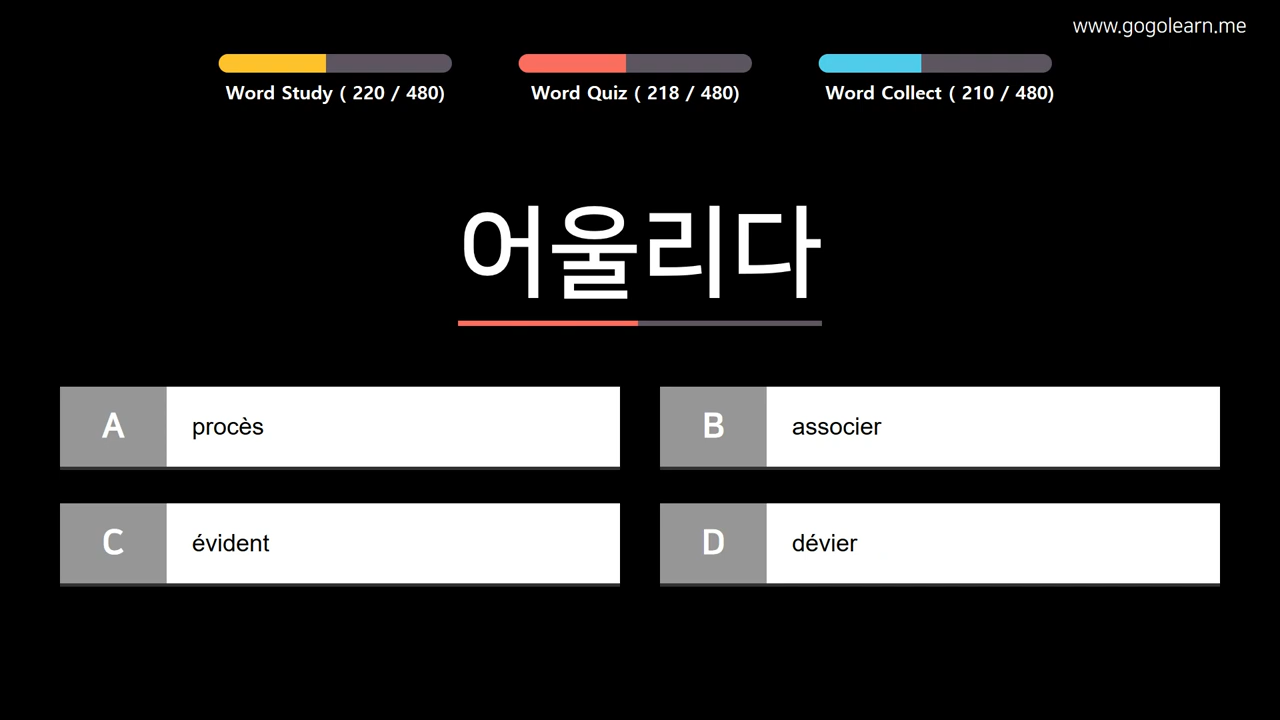 www.gogolearn.me
Word Study ( 220 / 480)
Word Quiz ( 218 / 480)
Word Collect ( 210 / 480)
어울리다
A
procès
B
associer
C
évident
D
dévier